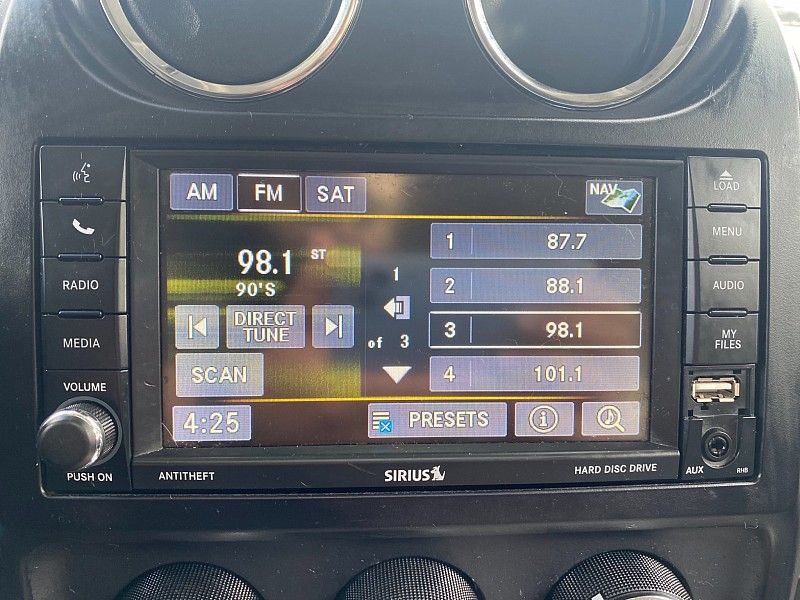 AM
FM
SAT
NAV
98.1 ST
90'S
DIRECT
TUNE
SCAN
4:25
1
of 3
1 87.7
2 88.1
3 98.1
4 101.1
PRESETS
i
RADIO
MEDIA
VOLUME
PUSH ON
LOAD
MENU
AUDIO
MY
FILES
AUX
RHB
ANTITHEFT
SIRIUS
HARD DISC DRIVE